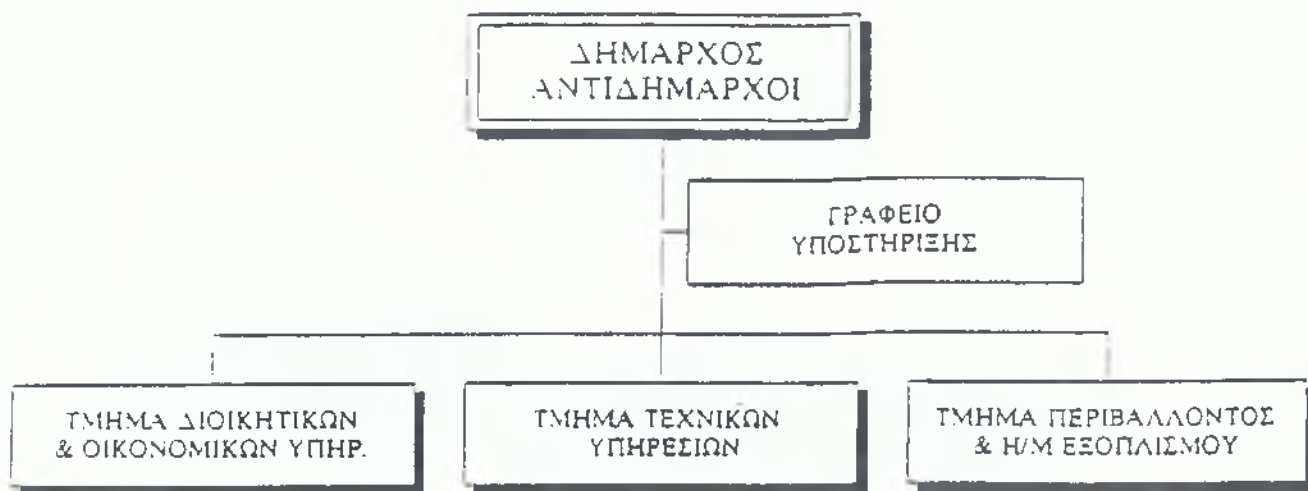 ΔΗΜΑΡΧΟΣ
ΑΝΤΙΔΗΜΑΡΧΟΙ
ΓΡΑΦΕΙΟ
ΥΠΟΣΤΗΡΙΞΗΣ
ΤΜΗΜΑ ΔΙΟΙΚΗΤΙΚΩΝ
& ΟΙΚΟΝΟΜΙΚΩΝ ΥΠΗΡ.
ΤΜΗΜΑ ΤΕΧΝΙΚΩΝ
ΥΠΗΡΕΣΙΩΝ
ΤΜΗΜΑ ΠΕΡΙΒΑΛΛΟΝΤΟΣ
& Η/Μ ΕΞΟΠΛΙΣΜΟΥ